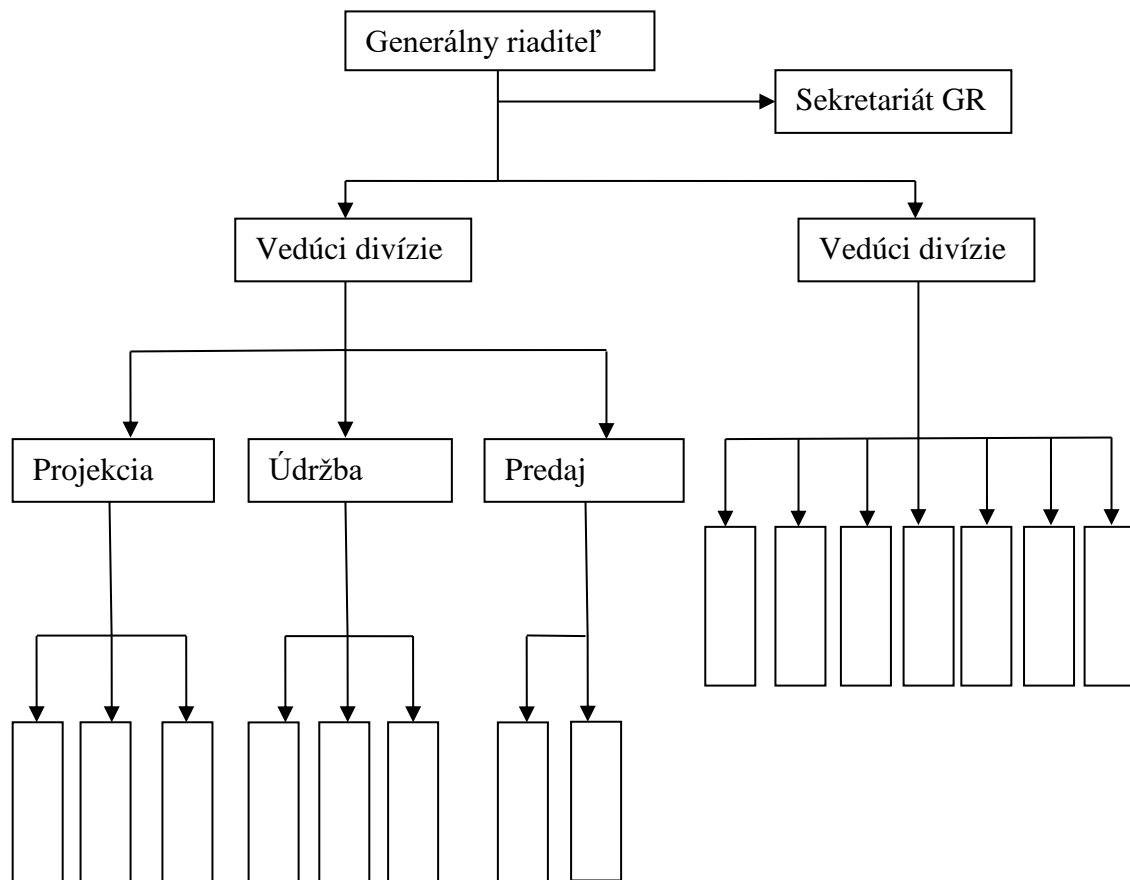 Generálny riaditeľ
Sekretariát GR
Vedúci divízie
Vedúci divízie
Projekcia
Údržba
Predaj